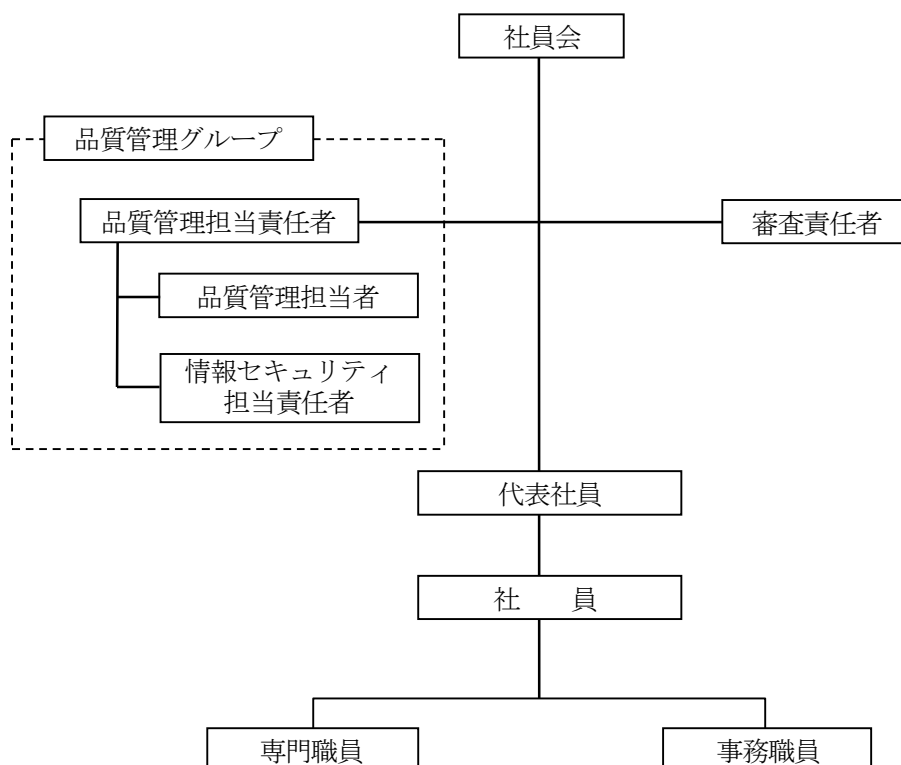 社員会
品質管理グループ
品質管理担当責任者
審査責任者
品質管理担当者
情報セキュリティ
担当責任者
代表社員
社　　員
専門職員
事務職員